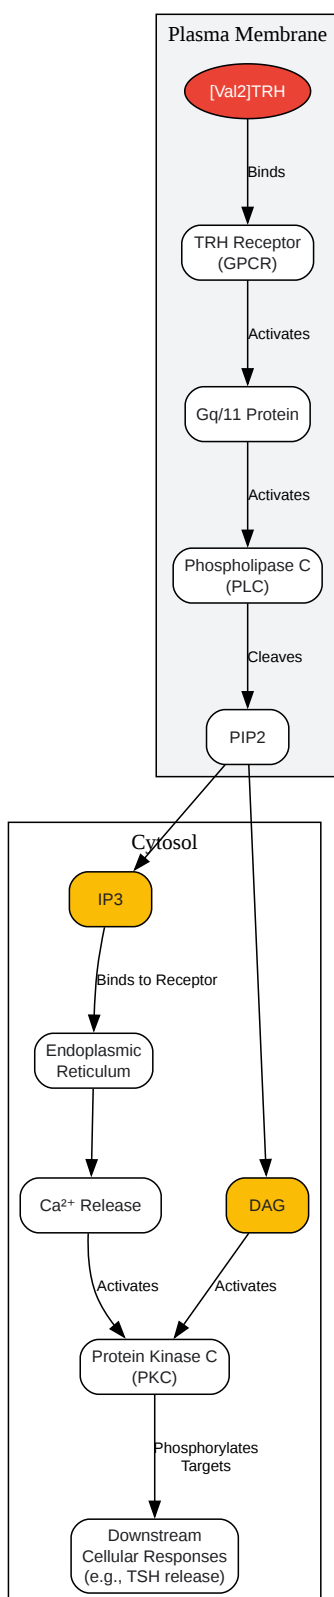 Plasma Membrane
[Val2]TRH
Binds
TRH Receptor
(GPCR)
Activates
Gq/11 Protein
Activates
Phospholipase C
(PLC)
Cleaves
PIP2
Cytosol
IP3
Binds to Receptor
Endoplasmic
Reticulum
Ca²⁺ Release
DAG
Activates
Activates
Protein Kinase C
(PKC)
Phosphorylates
Targets
Downstream
Cellular Responses
(e.g., TSH release)